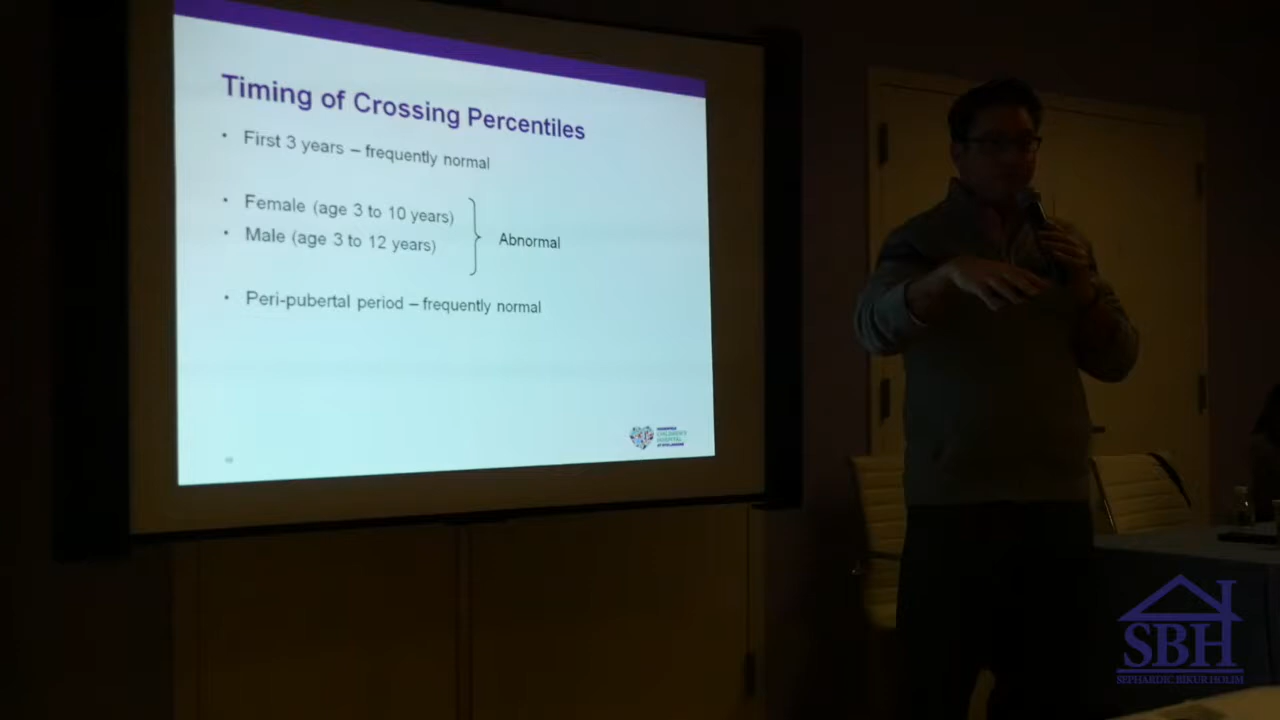 Timing of Crossing Percentiles
• First 3 years – frequently normal
• Female (age 3 to 10 years)
• Male (age 3 to 12 years)
Abnormal
• Peri-pubertal period – frequently normal
SBH
SEPHARDIC BIKUR HOLIM